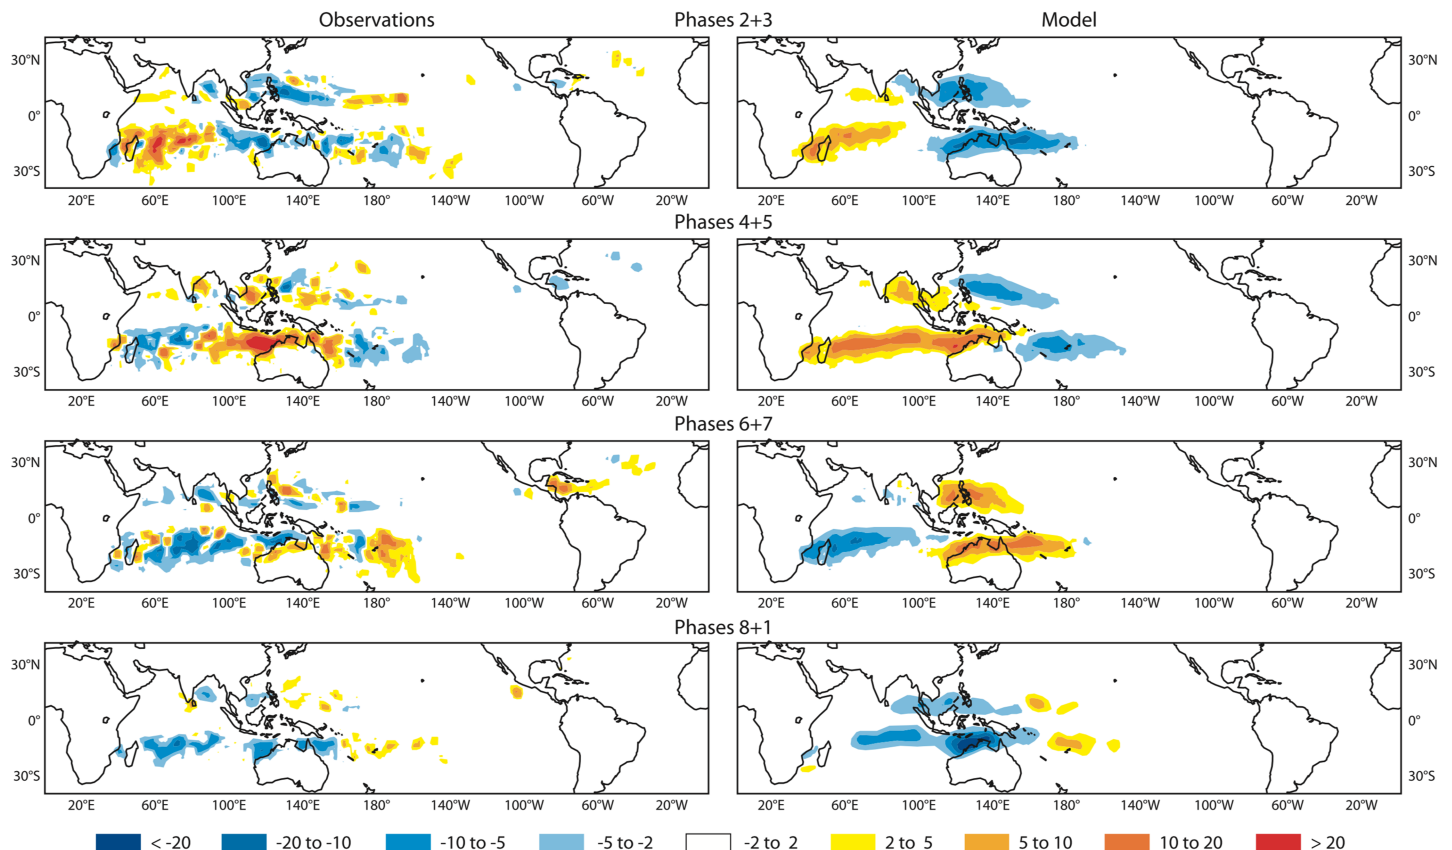 Observations Phases 2+3 Model
30°N 30°N
0° 0°
30°S 30°S
20°E 60°E 100°E 140°E 180° 140°W 100°W 60°W 20°W 20°E 60°E 100°E 140°E 180° 140°W 100°W 60°W 20°W
Phases 4+5
30°N 30°N
0° 0°
30°S 30°S
20°E 60°E 100°E 140°E 180° 140°W 100°W 60°W 20°W 20°E 60°E 100°E 140°E 180° 140°W 100°W 60°W 20°W
Phases 6+7
30°N 30°N
0° 0°
30°S 30°S
20°E 60°E 100°E 140°E 180° 140°W 100°W 60°W 20°W 20°E 60°E 100°E 140°E 180° 140°W 100°W 60°W 20°W
Phases 8+1
30°N 30°N
0° 0°
30°S 30°S
20°E 60°E 100°E 140°E 180° 140°W 100°W 60°W 20°W 20°E 60°E 100°E 140°E 180° 140°W 100°W 60°W 20°W
< -20 -20 to -10 -10 to -5 -5 to -2 -2 to 2 2 to 5 5 to 10 10 to 20 > 20